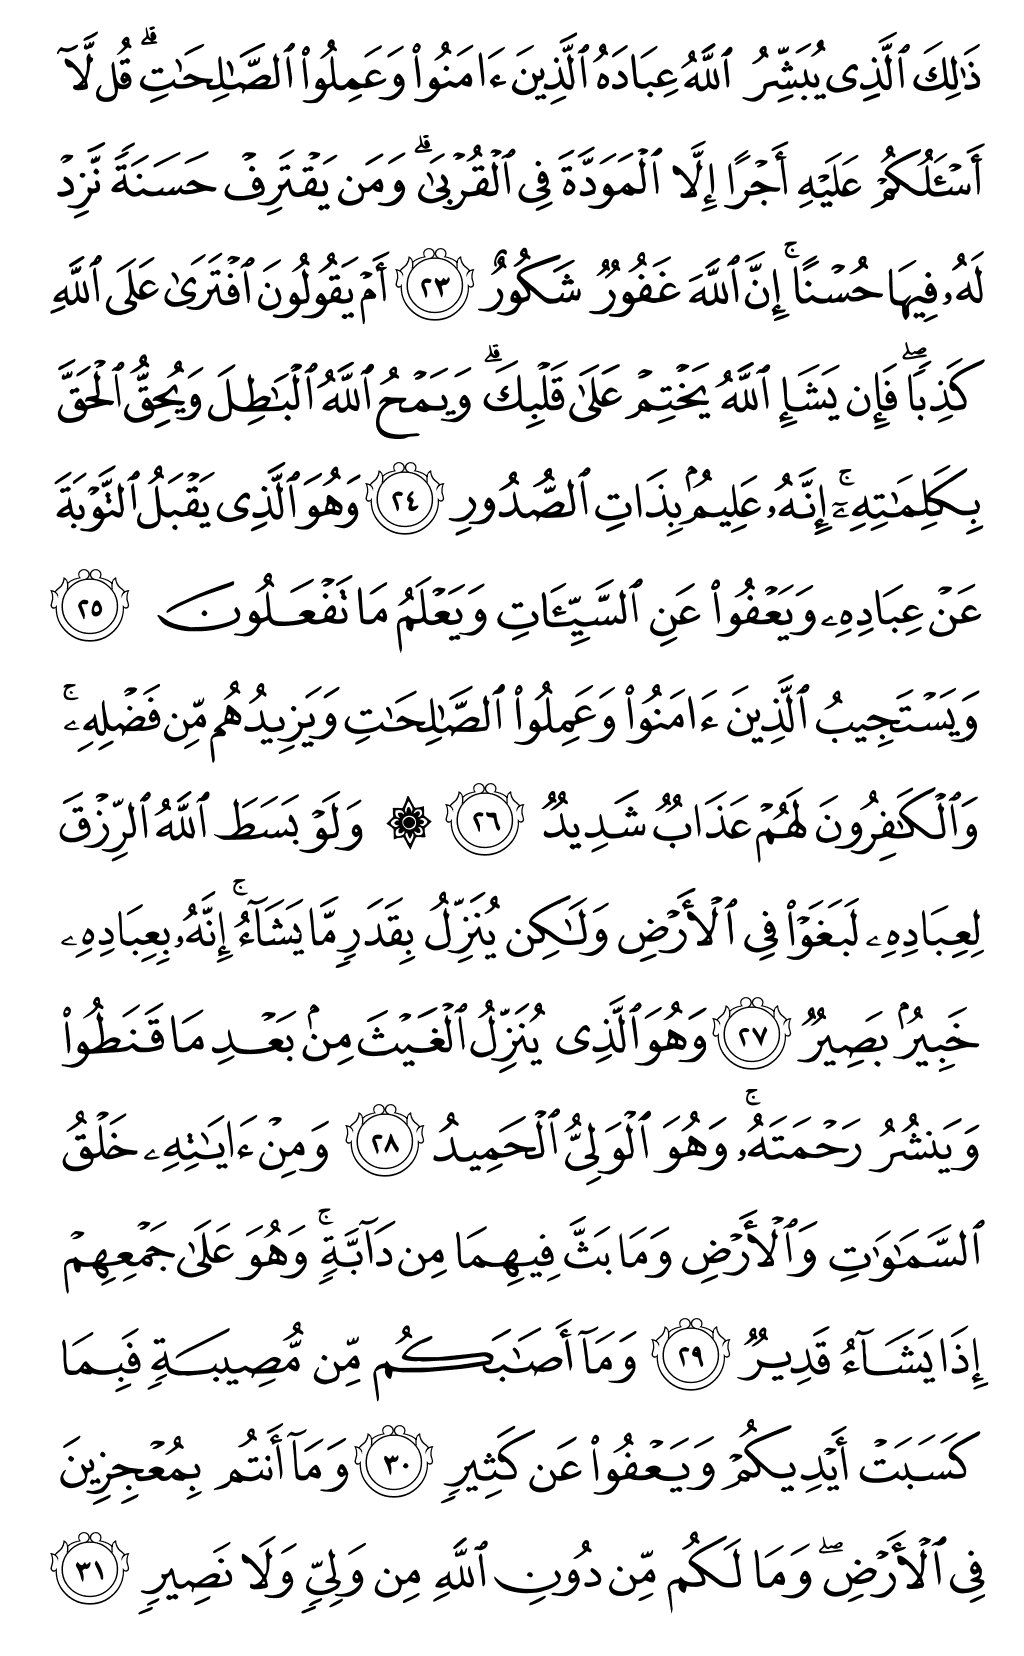 ذَٰلِكَ ٱلَّذِى يُبَشِّرُ ٱللَّهُ عِبَادَهُ ٱلَّذِينَ ءَامَنُوا۟ وَعَمِلُوا۟ ٱلصَّٰلِحَٰتِ ۗ قُل لَّآ
أَسْـَٔلُكُمْ عَلَيْهِ أَجْرًا إِلَّا ٱلْمَوَدَّةَ فِى ٱلْقُرْبَىٰ ۗ وَمَن يَقْتَرِفْ حَسَنَةً نَّزِدْ
لَهُۥ فِيهَا حُسْنًا ۚ إِنَّ ٱللَّهَ غَفُورٌ شَكُورٌ ٢٣ أَمْ يَقُولُونَ ٱفْتَرَىٰ عَلَى ٱللَّهِ
كَذِبًا ۖ فَإِن يَشَإِ ٱللَّهُ يَخْتِمْ عَلَىٰ قَلْبِكَ ۗ وَيَمْحُ ٱللَّهُ ٱلْبَٰطِلَ وَيُحِقُّ ٱلْحَقَّ
بِكَلِمَٰتِهِۦٓ ۚ إِنَّهُۥ عَلِيمٌۢ بِذَاتِ ٱلصُّدُورِ ٢٤ وَهُوَ ٱلَّذِى يَقْبَلُ ٱلتَّوْبَةَ
عَنْ عِبَادِهِۦ وَيَعْفُوا۟ عَنِ ٱلسَّيِّـَٔاتِ وَيَعْلَمُ مَا تَفْعَلُونَ ٢٥
وَيَسْتَجِيبُ ٱلَّذِينَ ءَامَنُوا۟ وَعَمِلُوا۟ ٱلصَّٰلِحَٰتِ وَيَزِيدُهُم مِّن فَضْلِهِۦ ۚ
وَٱلْكَٰفِرُونَ لَهُمْ عَذَابٌ شَدِيدٌ ٢٦ ۞ وَلَوْ بَسَطَ ٱللَّهُ ٱلرِّزْقَ
لِعِبَادِهِۦ لَبَغَوْا۟ فِى ٱلْأَرْضِ وَلَٰكِن يُنَزِّلُ بِقَدَرٍ مَّا يَشَآءُ ۚ إِنَّهُۥ بِعِبَادِهِۦ
خَبِيرٌۢ بَصِيرٌ ٢٧ وَهُوَ ٱلَّذِى يُنَزِّلُ ٱلْغَيْثَ مِنۢ بَعْدِ مَا قَنَطُوا۟
وَيَنشُرُ رَحْمَتَهُۥ ۚ وَهُوَ ٱلْوَلِىُّ ٱلْحَمِيدُ ٢٨ وَمِنْ ءَايَٰتِهِۦ خَلْقُ
ٱلسَّمَٰوَٰتِ وَٱلْأَرْضِ وَمَا بَثَّ فِيهِمَا مِن دَآبَّةٍ ۚ وَهُوَ عَلَىٰ جَمْعِهِمْ
إِذَا يَشَآءُ قَدِيرٌ ٢٩ وَمَآ أَصَٰبَكُم مِّن مُّصِيبَةٍ فَبِمَا
كَسَبَتْ أَيْدِيكُمْ وَيَعْفُوا۟ عَن كَثِيرٍ ٣٠ وَمَآ أَنتُم بِمُعْجِزِينَ
فِى ٱلْأَرْضِ ۖ وَمَا لَكُم مِّن دُونِ ٱللَّهِ مِن وَلِىٍّ وَلَا نَصِيرٍ ٣١